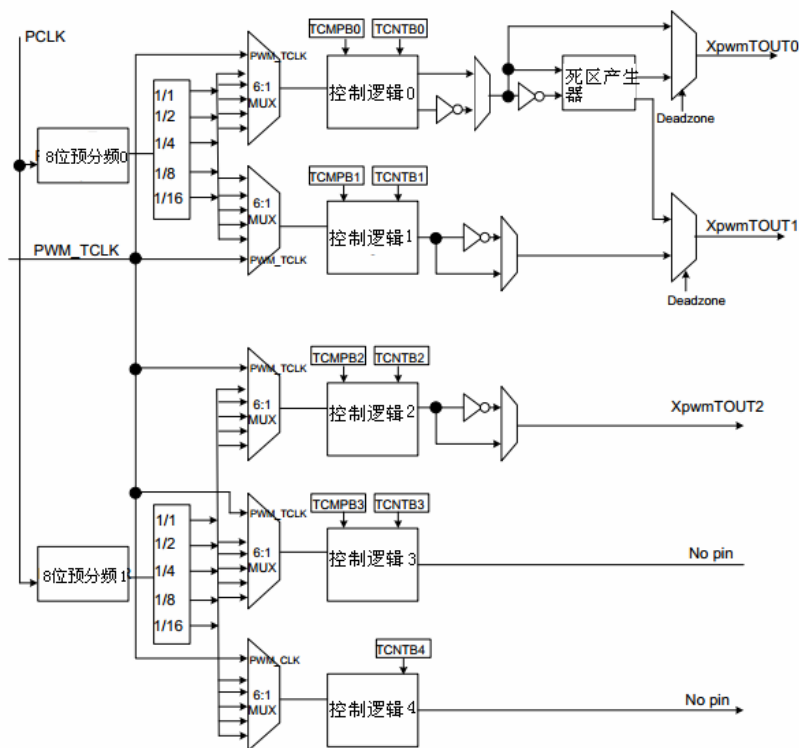 PCLK
TCMPB0
TCNTB0
XpwmTOUT0
PWM_TCLK
6:1
MUX
控制逻辑0
死区产生
器
Deadzone
1/1
1/2
1/4
1/8
1/16
8位预分频0
TCMPB1
TCNTB1
6:1
MUX
控制逻辑1
XpwmTOUT1
PWM_TCLK
PWM_TCLK
Deadzone
TCMPB2
TCNTB2
PWM_TCLK
6:1
MUX
控制逻辑2
XpwmTOUT2
TCMPB3
TCNTB3
PWM_TCLK
1/1
1/2
1/4
1/8
1/16
8位预分频1
6:1
MUX
控制逻辑3
No pin
TCNTB4
PWM_CLK
6:1
MUX
控制逻辑4
No pin